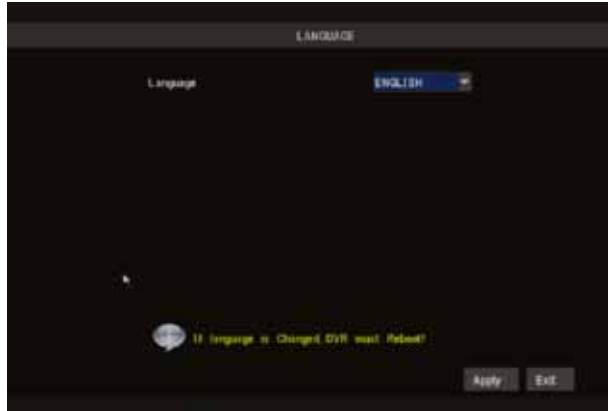 LANGUAGE
Language ENGLISH
If language is Changed, DVR must Reboot!
Apply Exit